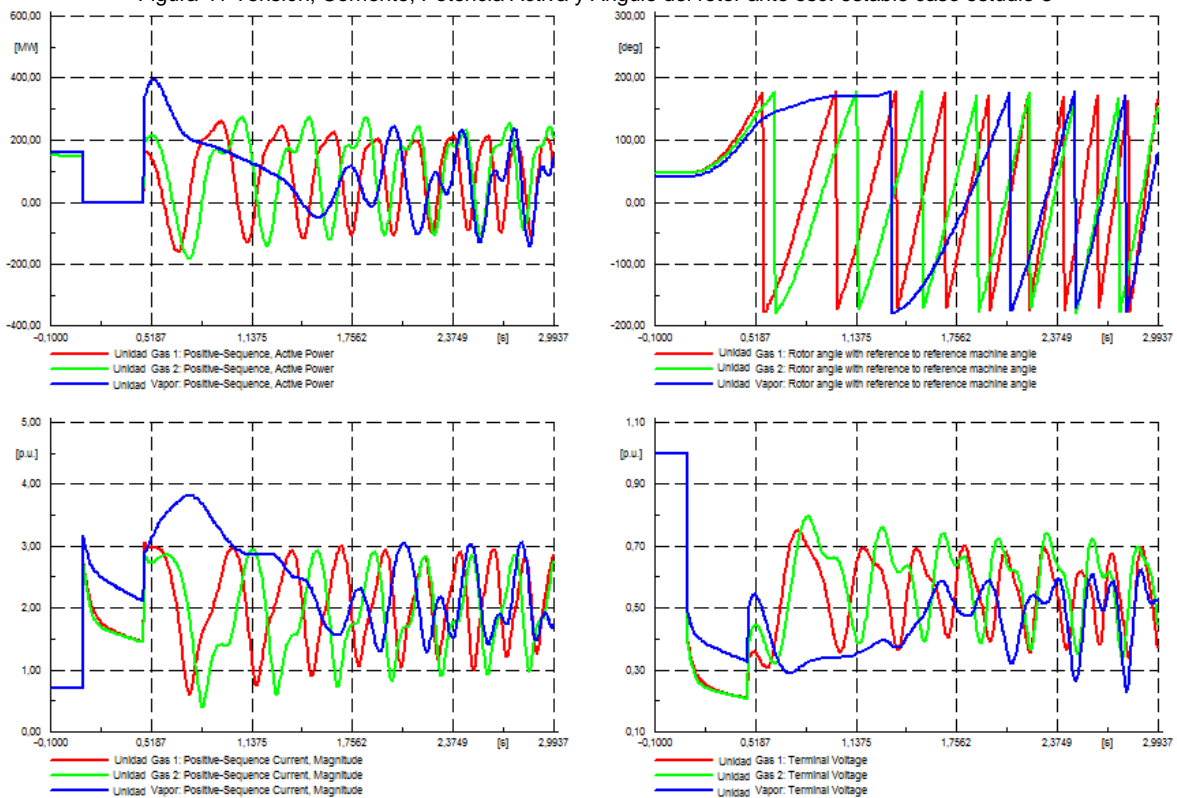 Figura 41 Tensión, Corriente, Potencia Activa y Angulo del rotor ante esc. estable caso estudio 3
600,00
[MW]
400,00
200,00
0,00
-200,00
-400,00
-0,1000 0,5187 1,1375 1,7562 2,3749 [s] 2,9937
Unidad Gas 1: Positive-Sequence, Active Power
Unidad Gas 2: Positive-Sequence, Active Power
Unidad Vapor: Positive-Sequence, Active Power
300,00
[deg]
200,00
100,00
0,00
-100,00
-200,00
-0,1000 0,5187 1,1375 1,7562 2,3749 [s] 2,9937
Unidad Gas 1: Rotor angle with reference to reference machine angle
Unidad Gas 2: Rotor angle with reference to reference machine angle
Unidad Vapor: Rotor angle with reference to reference machine angle
5,00
[p.u.]
4,00
3,00
2,00
1,00
0,00
-0,1000 0,5187 1,1375 1,7562 2,3749 [s] 2,9937
Unidad Gas 1: Positive-Sequence Current, Magnitude
Unidad Gas 2: Positive-Sequence Current, Magnitude
Unidad Vapor: Positive-Sequence Current, Magnitude
1,10
[p.u.]
0,90
0,70
0,50
0,30
0,10
-0,1000 0,5187 1,1375 1,7562 2,3749 [s] 2,9937
Unidad Gas 1: Terminal Voltage
Unidad Gas 2: Terminal Voltage
Unidad Vapor: Terminal Voltage